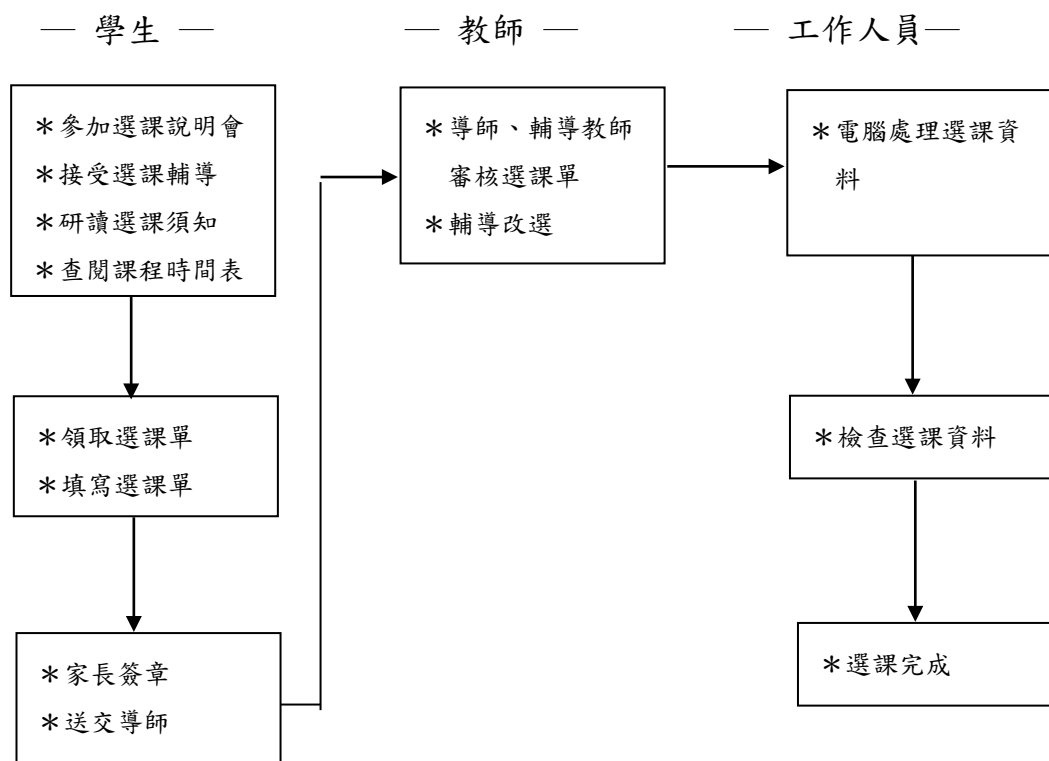 — 學生 —
— 教師 —
— 工作人員—
＊參加選課說明會
＊接受選課輔導
＊研讀選課須知
＊查閱課程時間表
＊領取選課單
＊填寫選課單
＊家長簽章
＊送交導師
＊導師、輔導教師
審核選課單
＊輔導改選
＊電腦處理選課資
料
＊檢查選課資料
＊選課完成